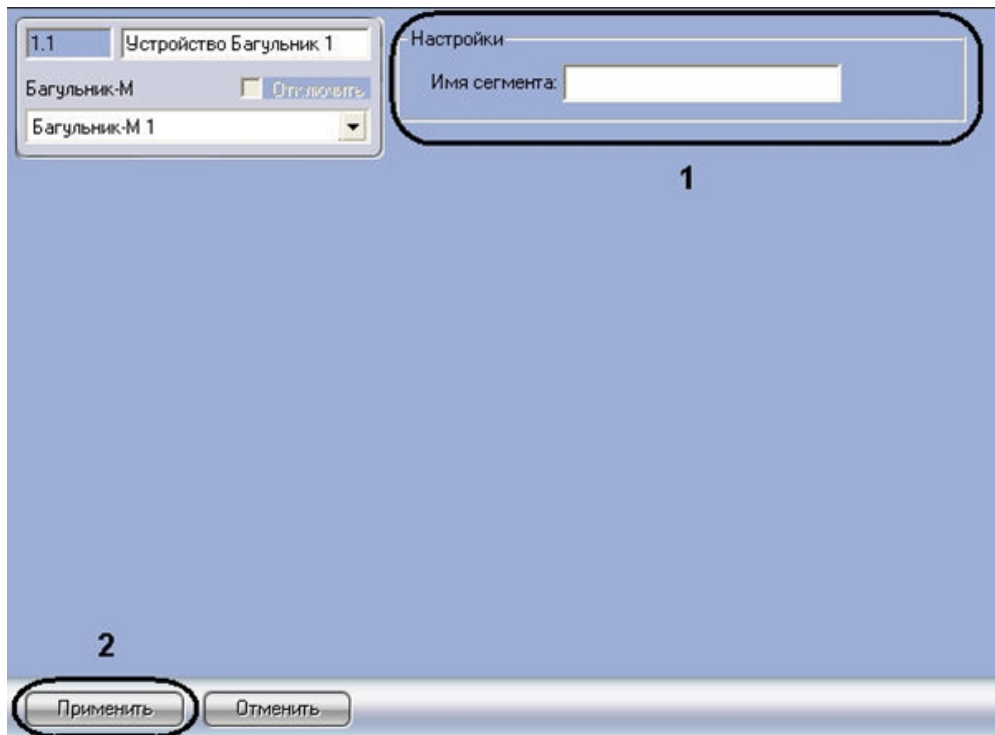 1.1 Устройство Багульник 1
Багульник-М Отключить
Багульник-М 1
Настройки
Имя сегмента:
1
2
Применить Отменить